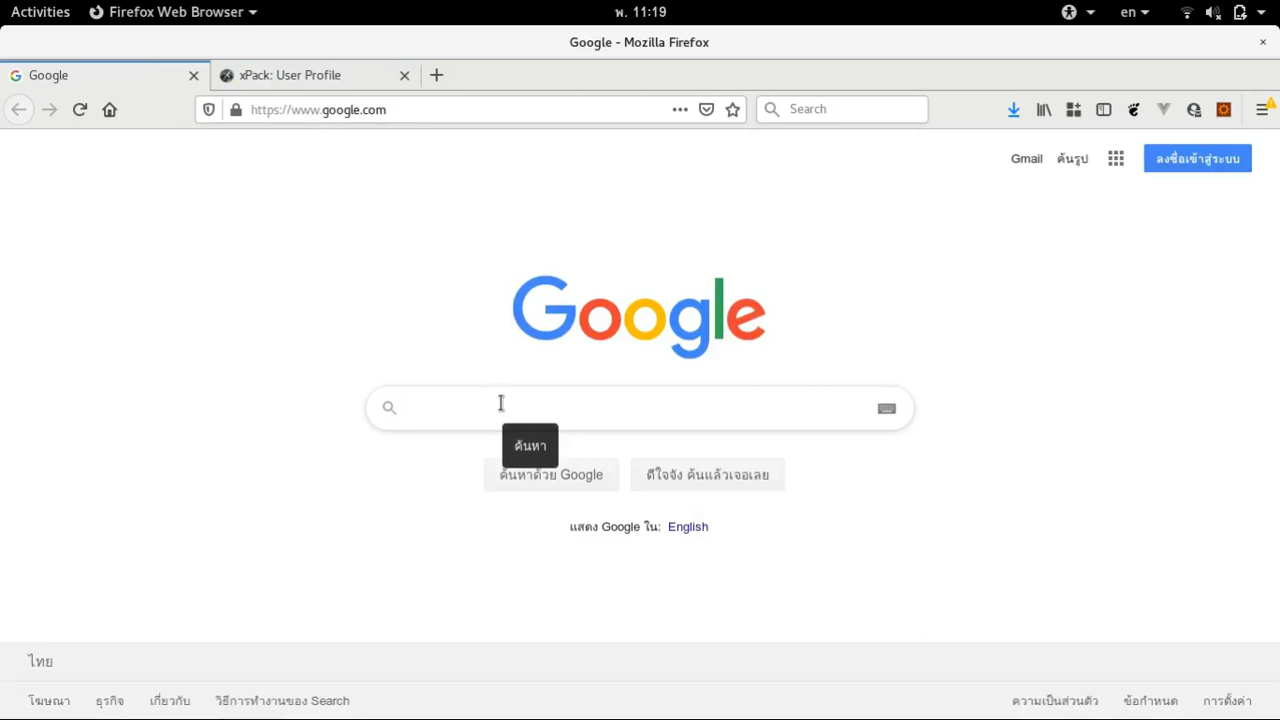 Activities Firefox Web Browser พ. 11:19 en
Google - Mozilla Firefox
Google xPack: User Profile
https://www.google.com Search
Gmail ค้นรูป ลงชื่อเข้าสู่ระบบ
Google
ค้นหา
ค้นหาด้วย Google ดีใจจัง ค้นแล้วเจอเลย
แสดง Google ใน: English
ไทย
โฆษณา ธุรกิจ เกี่ยวกับ วิธีการทำงานของ Search ความเป็นส่วนตัว ข้อกำหนด การตั้งค่า